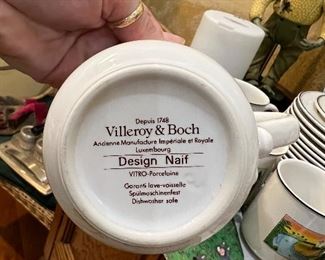 Depuis 1748
Villeroy & Boch
Ancienne Manufacture Impériale et Royale
Luxembourg
Design Naif
VITRO-Porcelaine
Garanti lave-vaisselle
Spülmaschinenfest
Dishwasher safe